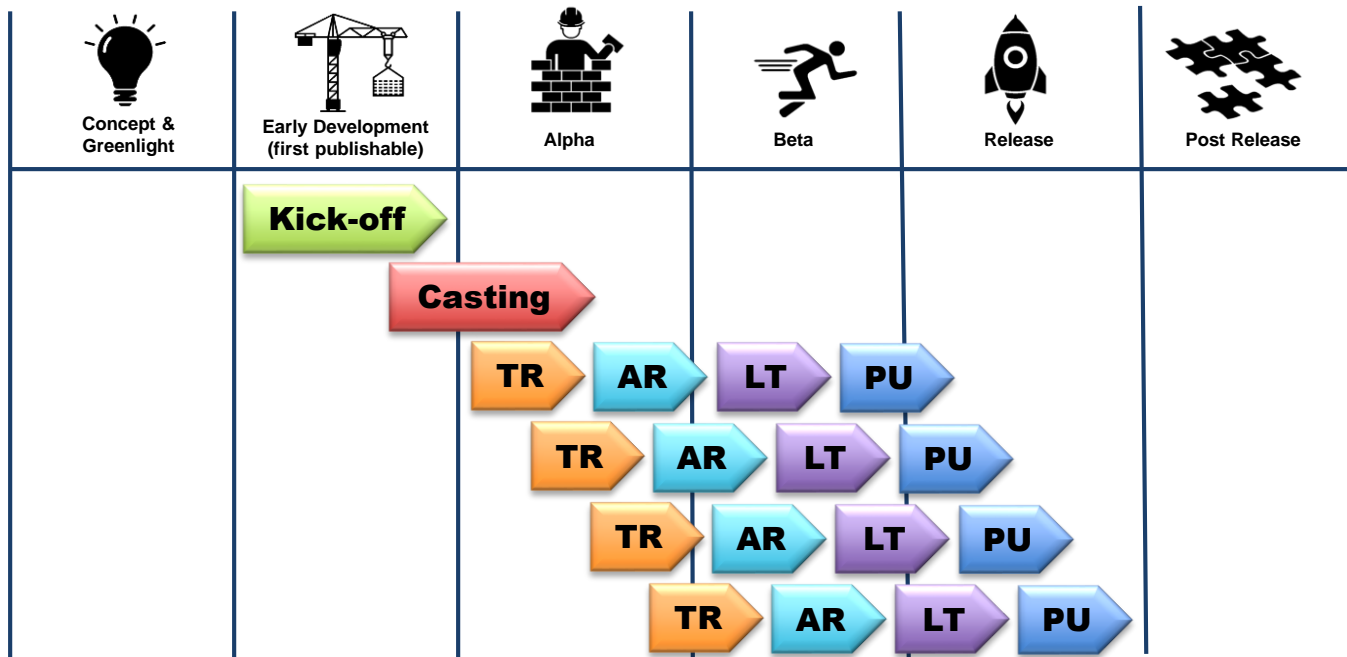 Concept &
Greenlight
Early Development
(first publishable)
Alpha
Beta
Release
Post Release
Kick-off
Casting
TR AR LT PU
TR AR LT PU
TR AR LT PU
TR AR LT PU